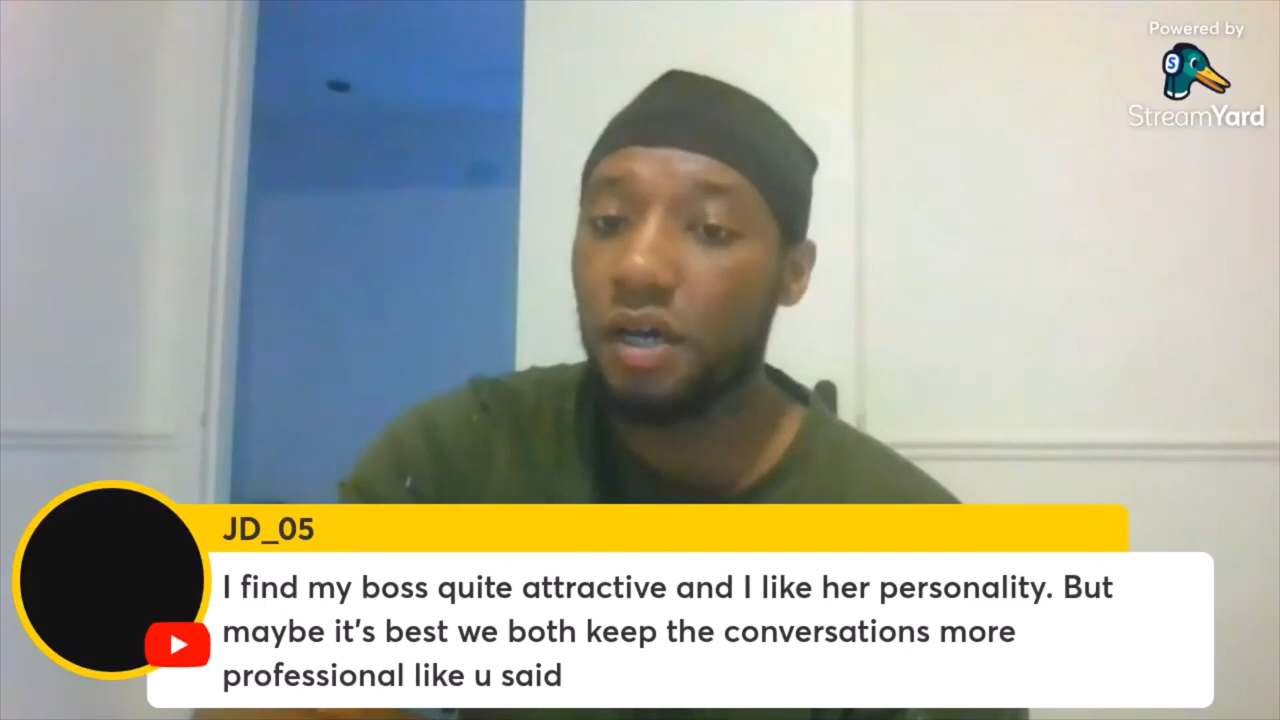 Powered by
S
StreamYard
JD_05
I find my boss quite attractive and I like her personality. But
maybe it's best we both keep the conversations more
professional like u said